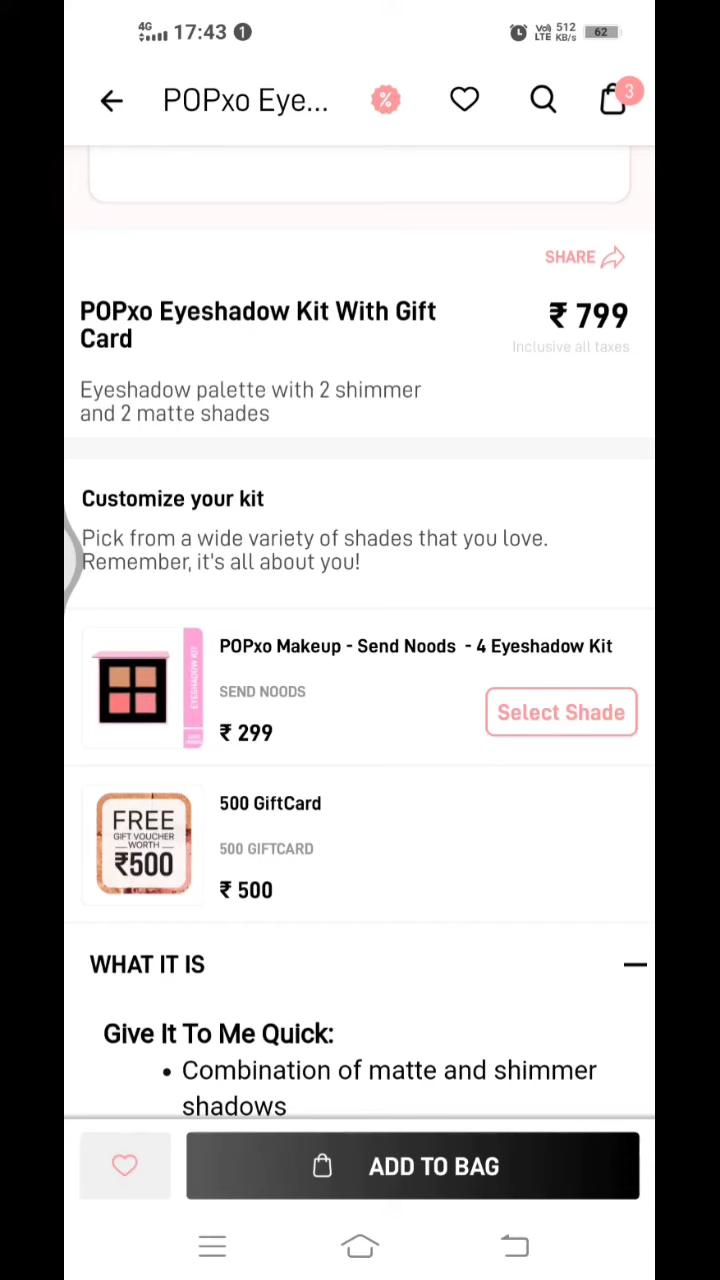 4G 17:43 1 VoD LTE 512 KB/s 62
POPxo Eye... % 3
SHARE
POPxo Eyeshadow Kit With Gift
Card
₹ 799
Inclusive all taxes
Eyeshadow palette with 2 shimmer
and 2 matte shades
Customize your kit
Pick from a wide variety of shades that you love.
Remember, it's all about you!
EYESHADOW KIT
POPxo Makeup - Send Noods - 4 Eyeshadow Kit
SEND NOODS
₹ 299
Select Shade
FREE
GIFT VOUCHER
WORTH
₹500
500 GiftCard
500 GIFTCARD
₹ 500
WHAT IT IS
Give It To Me Quick:
• Combination of matte and shimmer
shadows
ADD TO BAG